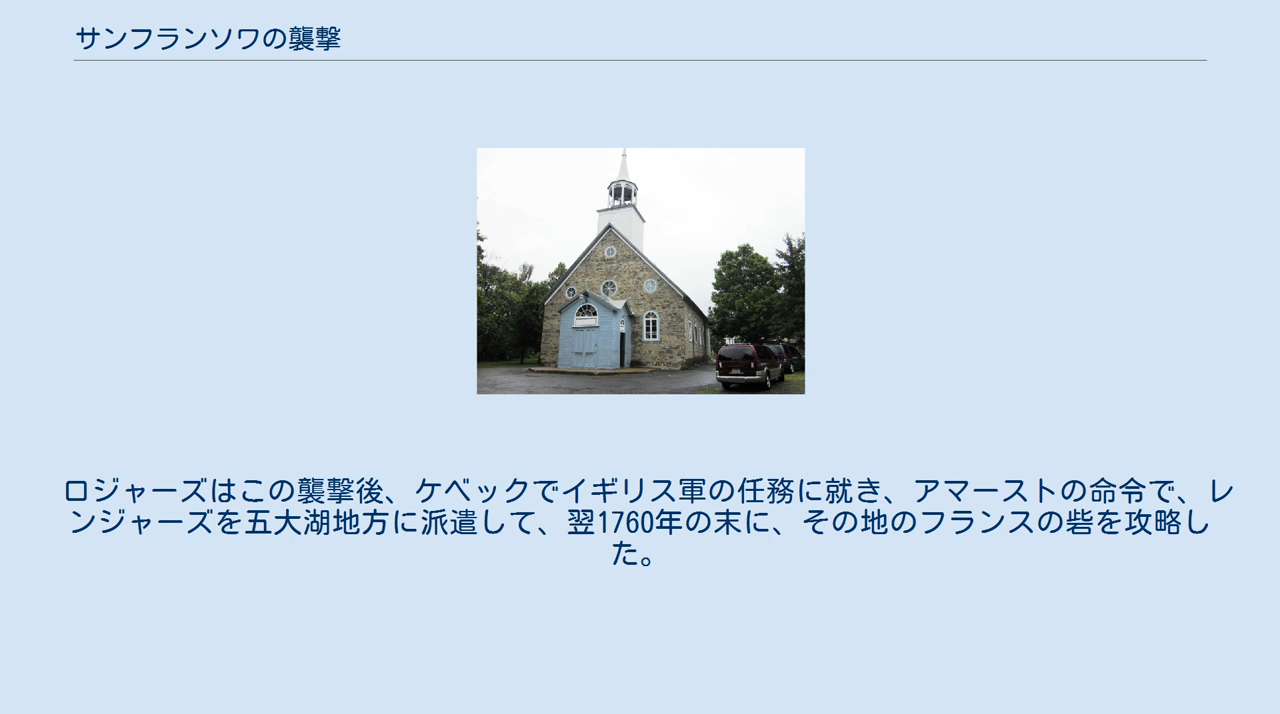 サンフランソワの襲撃
ロジャーズはこの襲撃後、ケベックでイギリス軍の任務に就き、アマーストの命令で、レ
ンジャーズを五大湖地方に派遣して、翌1760年の末に、その地のフランスの砦を攻略し
た。